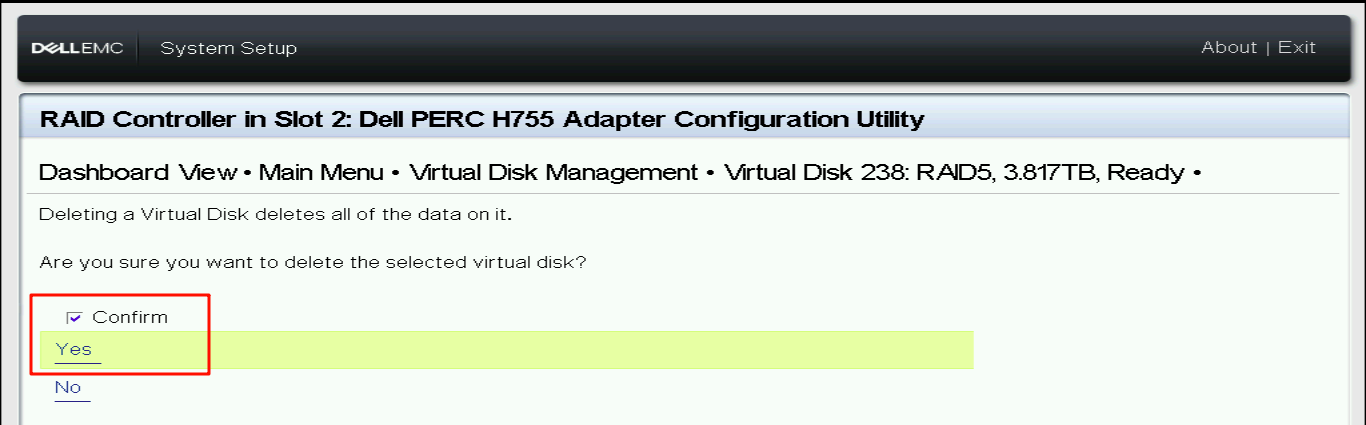 DELLEMC System Setup About | Exit
RAID Controller in Slot 2: Dell PERC H755 Adapter Configuration Utility
Dashboard View • Main Menu • Virtual Disk Management • Virtual Disk 238: RAID5, 3.817TB, Ready •
Deleting a Virtual Disk deletes all of the data on it.
Are you sure you want to delete the selected virtual disk?
Confirm
Yes
No